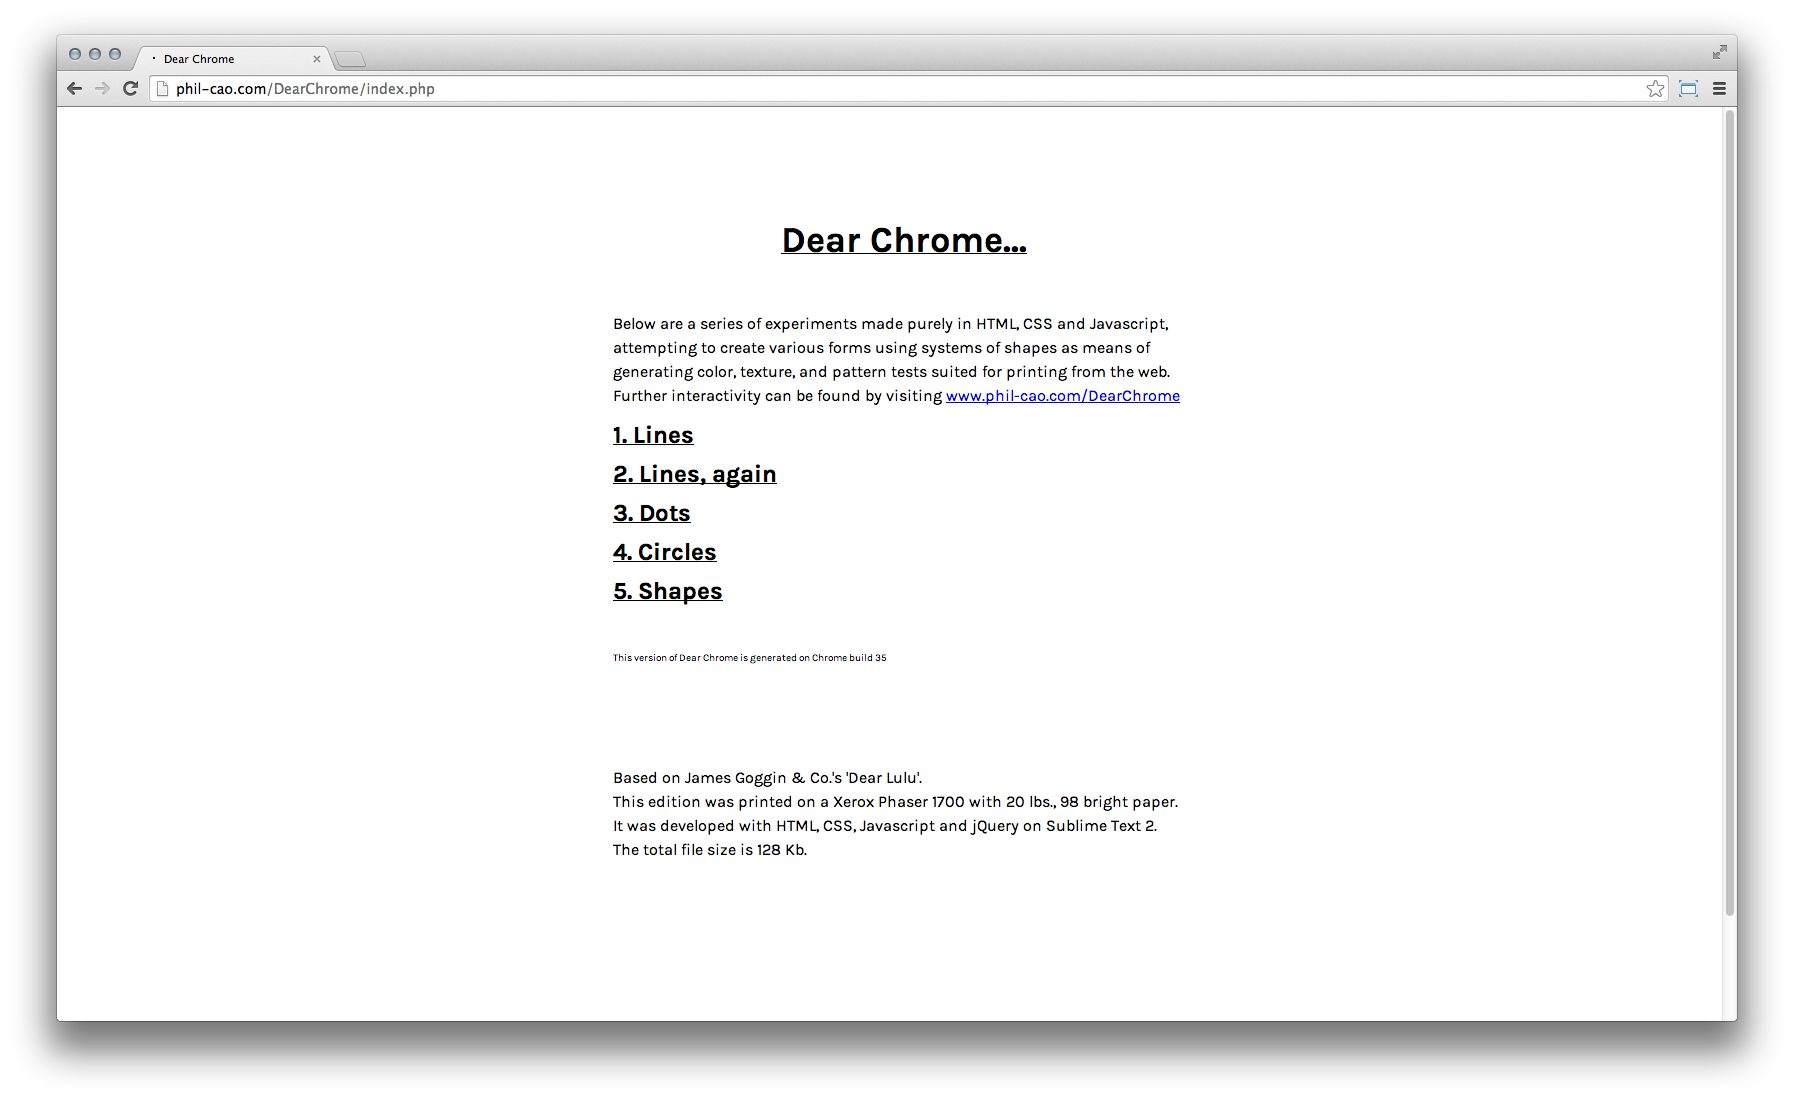 Dear Chrome
phil-cao.com/DearChrome/index.php
Dear Chrome...
Below are a series of experiments made purely in HTML, CSS and Javascript,
attempting to create various forms using systems of shapes as means of
generating color, texture, and pattern tests suited for printing from the web.
Further interactivity can be found by visiting www.phil-cao.com/DearChrome
1. Lines
2. Lines, again
3. Dots
4. Circles
5. Shapes
This version of Dear Chrome is generated on Chrome build 35
Based on James Goggin & Co.'s 'Dear Lulu'.
This edition was printed on a Xerox Phaser 1700 with 20 lbs., 98 bright paper.
It was developed with HTML, CSS, Javascript and jQuery on Sublime Text 2.
The total file size is 128 Kb.